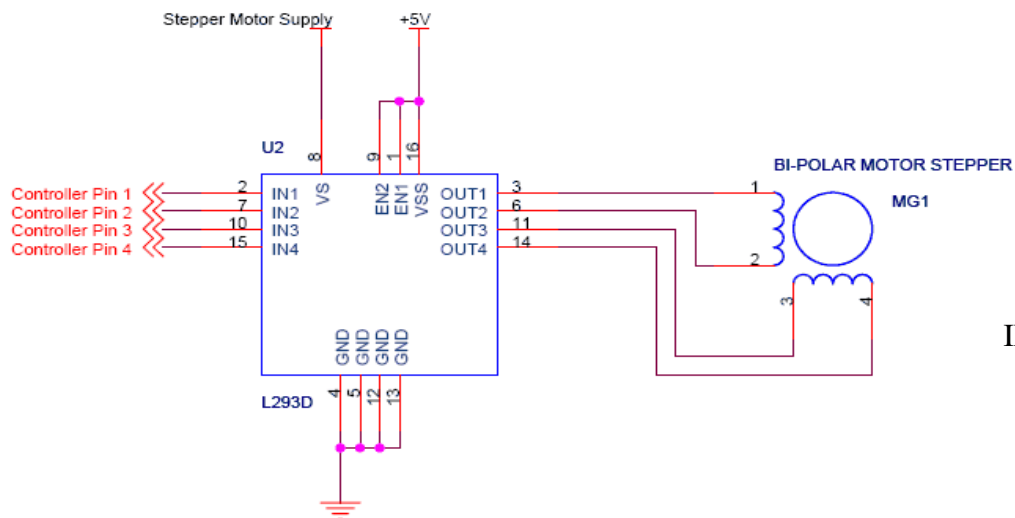 Stepper Motor Supply
+5V
U2
8
9
1
16
BI-POLAR MOTOR STEPPER
MG1
Controller Pin 1
2
IN1
VS
EN2
EN1
VSS
OUT1
3
1
Controller Pin 2
7
IN2
OUT2
6
Controller Pin 3
10
IN3
OUT3
11
Controller Pin 4
15
IN4
OUT4
14
2
3
4
GND
GND
GND
GND
4
5
12
13
L293D